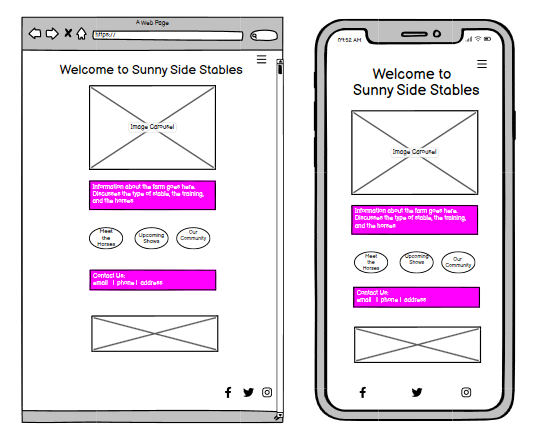 A Web Page
https://
Welcome to Sunny Side Stables
Image Carousel
Information about the farm goes here.
Discusses the type of stable, the training,
and the horses
Meet
the
Horses
Upcoming
Shows
Our
Community
Contact Us:
email | phone | address
09:52 AM
Welcome to
Sunny Side Stables
Image Carousel
Information about the farm goes here.
Discusses the type of stable, the training,
and the horses
Meet
the
Horses
Upcoming
Shows
Our
Community
Contact Us:
email | phone | address